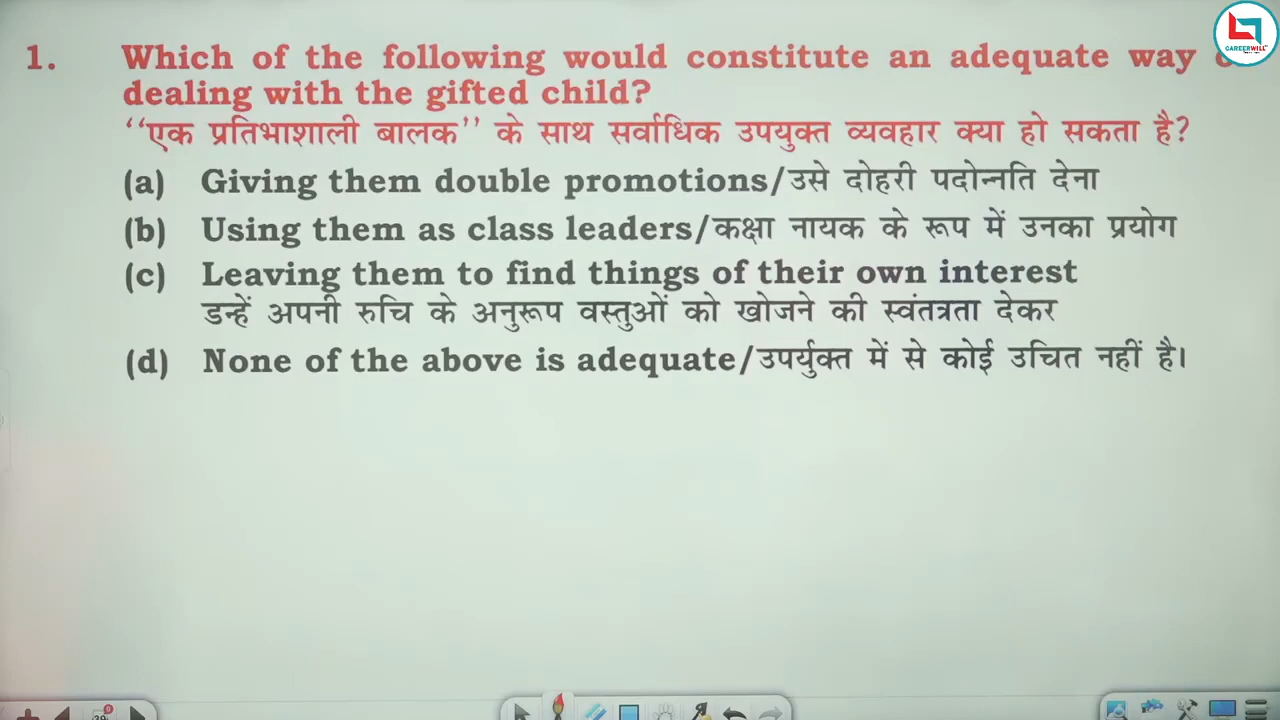 CAREERWILL
1. Which of the following would constitute an adequate way
dealing with the gifted child?
‘‘एक प्रतिभाशाली बालक’’ के साथ सर्वाधिक उपयुक्त व्यवहार क्या हो सकता है?
(a) Giving them double promotions/उसे दोहरी पदोन्नति देना
(b) Using them as class leaders/कक्षा नायक के रूप में उनका प्रयोग
(c) Leaving them to find things of their own interest
डन्हें अपनी रुचि के अनुरूप वस्तुओं को खोजने की स्वंतत्रता देकर
(d) None of the above is adequate/उपर्युक्त में से कोई उचित नहीं है।